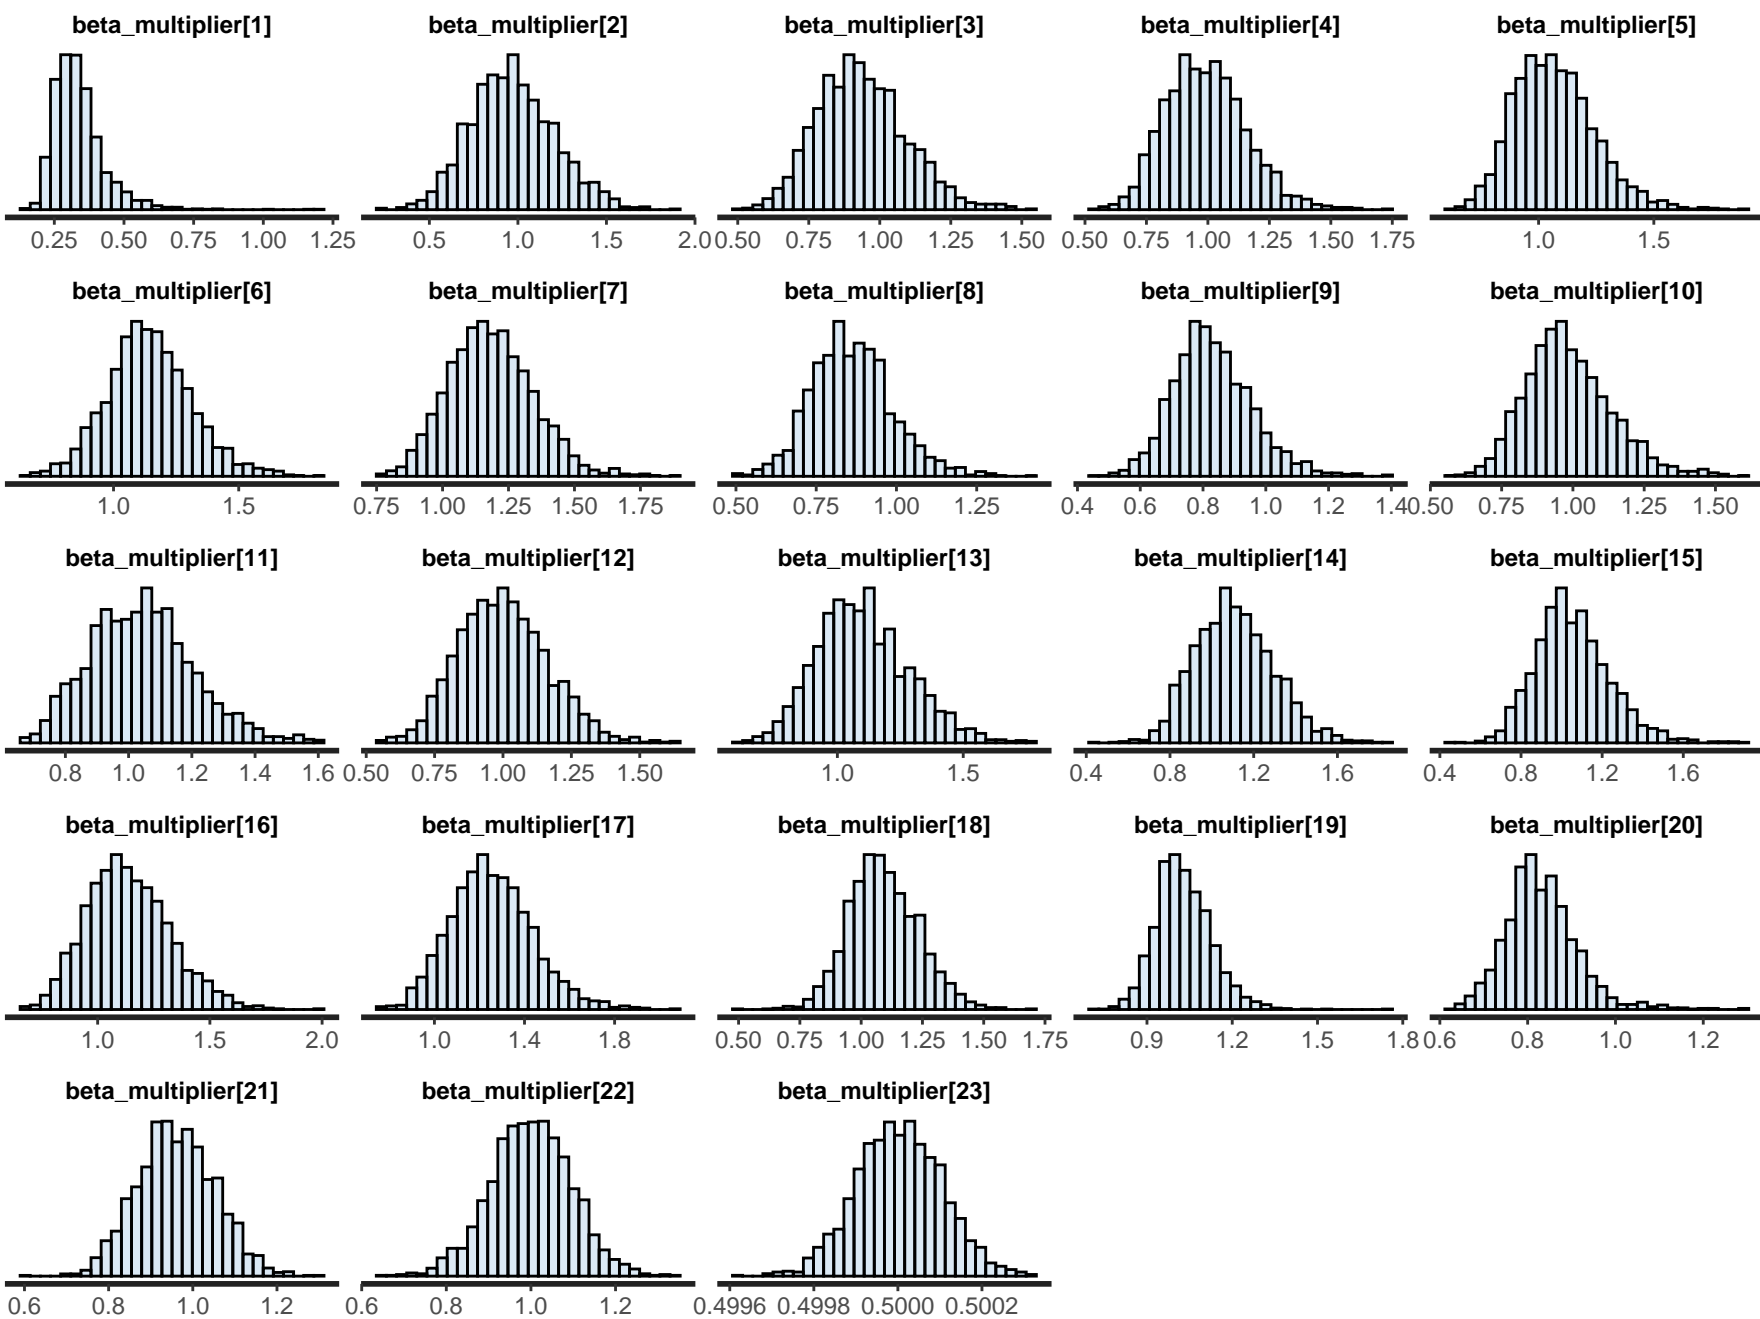 beta_multiplier[1] beta_multiplier[2] beta_multiplier[3] beta_multiplier[4] beta_multiplier[5]
0.25 0.50 0.75 1.00 1.25 0.5 1.0 1.5 2.0 0.50 0.75 1.00 1.25 1.50 0.50 0.75 1.00 1.25 1.50 1.75 1.0 1.5
beta_multiplier[6] beta_multiplier[7] beta_multiplier[8] beta_multiplier[9] beta_multiplier[10]
1.0 1.5 0.75 1.00 1.25 1.50 1.75 0.50 0.75 1.00 1.25 0.4 0.6 0.8 1.0 1.2 1.4 0.50 0.75 1.00 1.25 1.50
beta_multiplier[11] beta_multiplier[12] beta_multiplier[13] beta_multiplier[14] beta_multiplier[15]
0.8 1.0 1.2 1.4 1.6 0.50 0.75 1.00 1.25 1.50 1.0 1.5 0.4 0.8 1.2 1.6 0.4 0.8 1.2 1.6
beta_multiplier[16] beta_multiplier[17] beta_multiplier[18] beta_multiplier[19] beta_multiplier[20]
1.0 1.5 2.0 1.0 1.4 1.8 0.50 0.75 1.00 1.25 1.50 1.75 0.9 1.2 1.5 1.8 0.6 0.8 1.0 1.2
beta_multiplier[21] beta_multiplier[22] beta_multiplier[23]
0.6 0.8 1.0 1.2 0.6 0.8 1.0 1.2 0.4996 0.4998 0.5000 0.5002